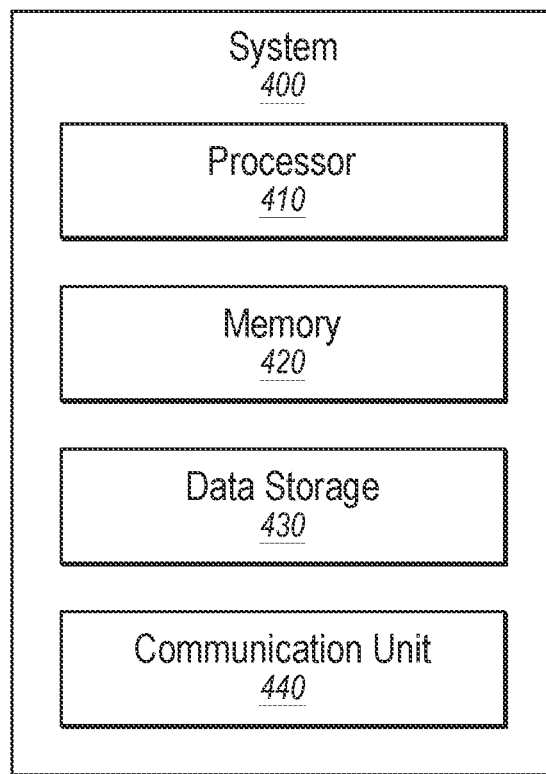 System
400
Processor
410
Memory
420
Data Storage
430
Communication Unit
440